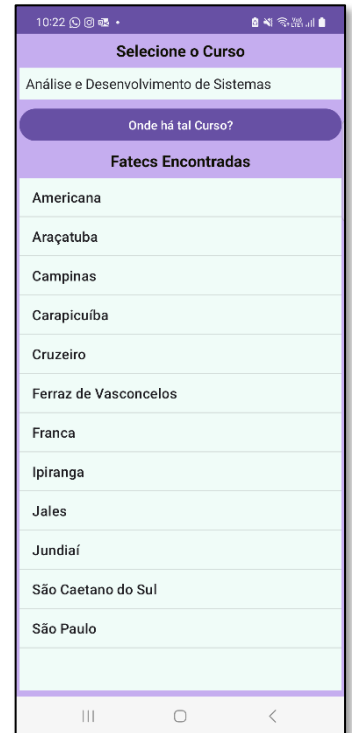 10:22
Selecione o Curso
Análise e Desenvolvimento de Sistemas
Onde há tal Curso?
Fatecs Encontradas
Americana
Araçatuba
Campinas
Carapicuíba
Cruzeiro
Ferraz de Vasconcelos
Franca
Ipiranga
Jales
Jundiaí
São Caetano do Sul
São Paulo